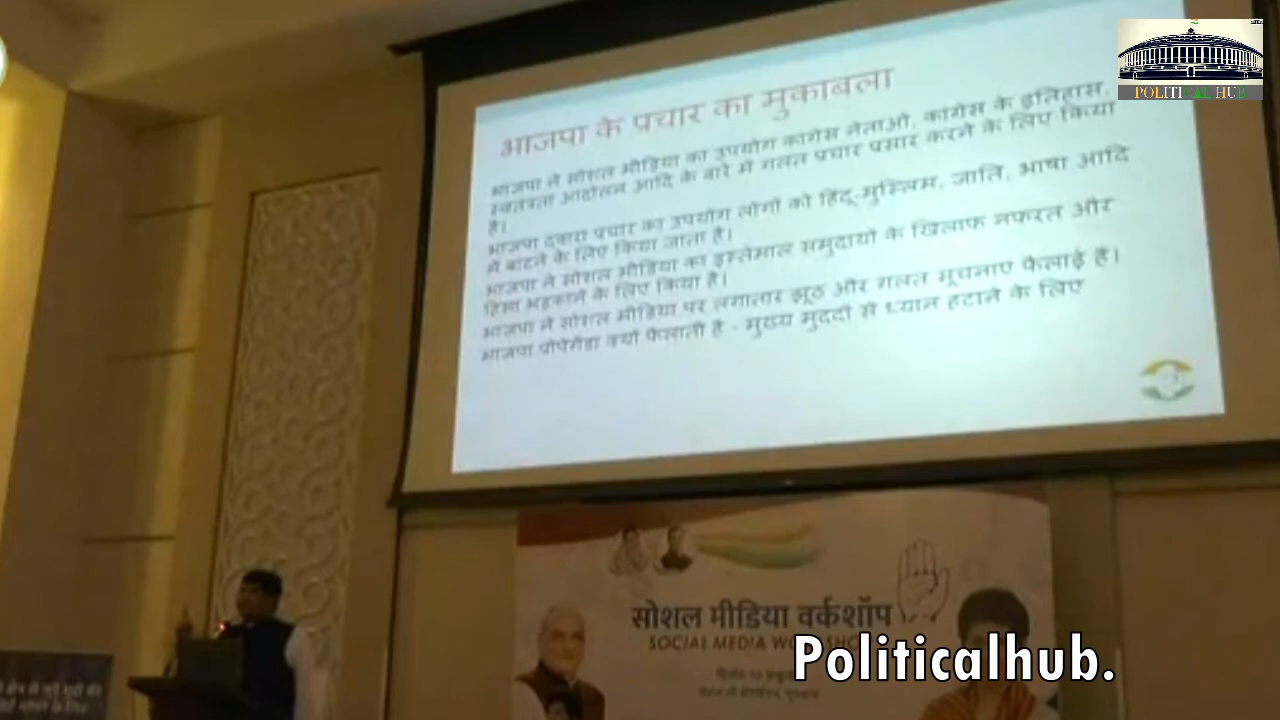 POLITICAL HUB
भाजपा के प्रचार का मुकाबला
भाजपा ने सोशल मीडिया का उपयोग कांग्रेस नेताओं, कांग्रेस के इतिहास,
स्वतंत्रता आंदोलन आदि के बारे में गलत प्रचार प्रसार करने के लिए किया
है।
भाजपा द्वारा प्रचार का उपयोग लोगों को हिंदू-मुस्लिम, जाति, भाषा आदि
में बांटने के लिए किया जाता है।
भाजपा ने सोशल मीडिया का इस्तेमाल समुदायों के खिलाफ नफरत और
हिंसा भड़काने के लिए किया है।
भाजपा ने सोशल मीडिया पर लगातार झूठ और गलत सूचनाएं फैलाई हैं।
भाजपा प्रोपेगेंडा क्यों फैलाती है - मुख्य मुद्दों से ध्यान हटाने के लिए
सोशल मीडिया वर्कशॉप
SOCIAL MEDIA
Politicalhub.